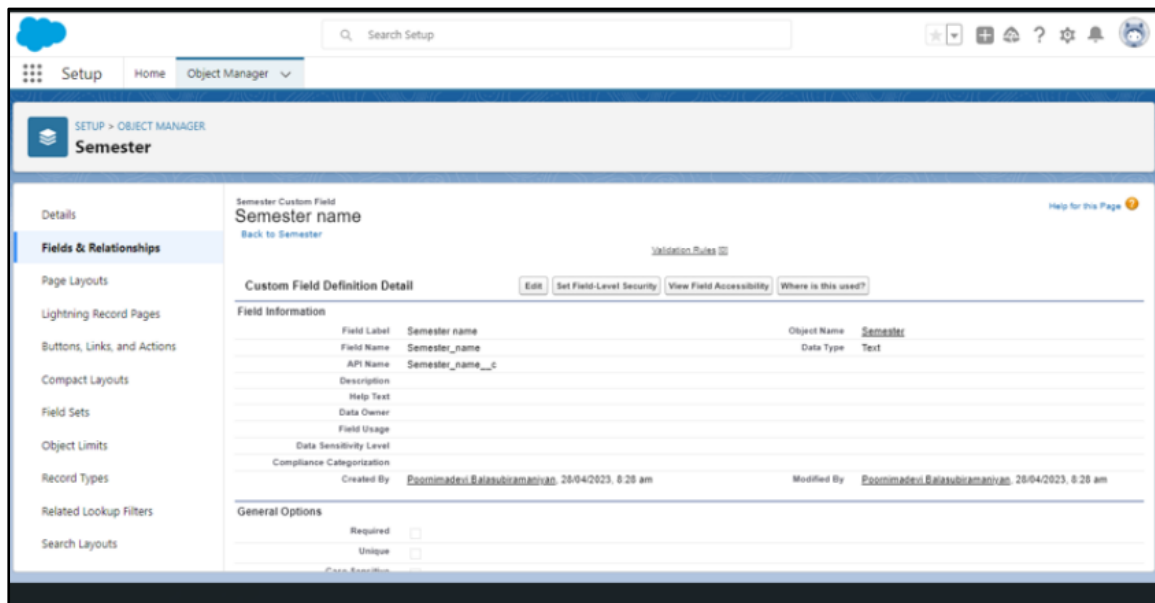 Search Setup
Setup Home Object Manager
SETUP > OBJECT MANAGER
Semester
Details
Fields & Relationships
Page Layouts
Lightning Record Pages
Buttons, Links, and Actions
Compact Layouts
Field Sets
Object Limits
Record Types
Related Lookup Filters
Search Layouts
Semester Custom Field
Semester name
Back to Semester
Help for this Page
Validation Rules [0]
Custom Field Definition Detail Edit Set Field-Level Security View Field Accessibility Where is this used?
Field Information
Field Label Semester name Object Name Semester
Field Name Semester_name Data Type Text
API Name Semester_name__c
Description
Help Text
Data Owner
Field Usage
Data Sensitivity Level
Compliance Categorization
Created By Poornimadevi Balasubiramaniyan, 28/04/2023, 8:28 am Modified By Poornimadevi Balasubiramaniyan, 28/04/2023, 8:28 am
General Options
Required
Unique
Case Sensitive